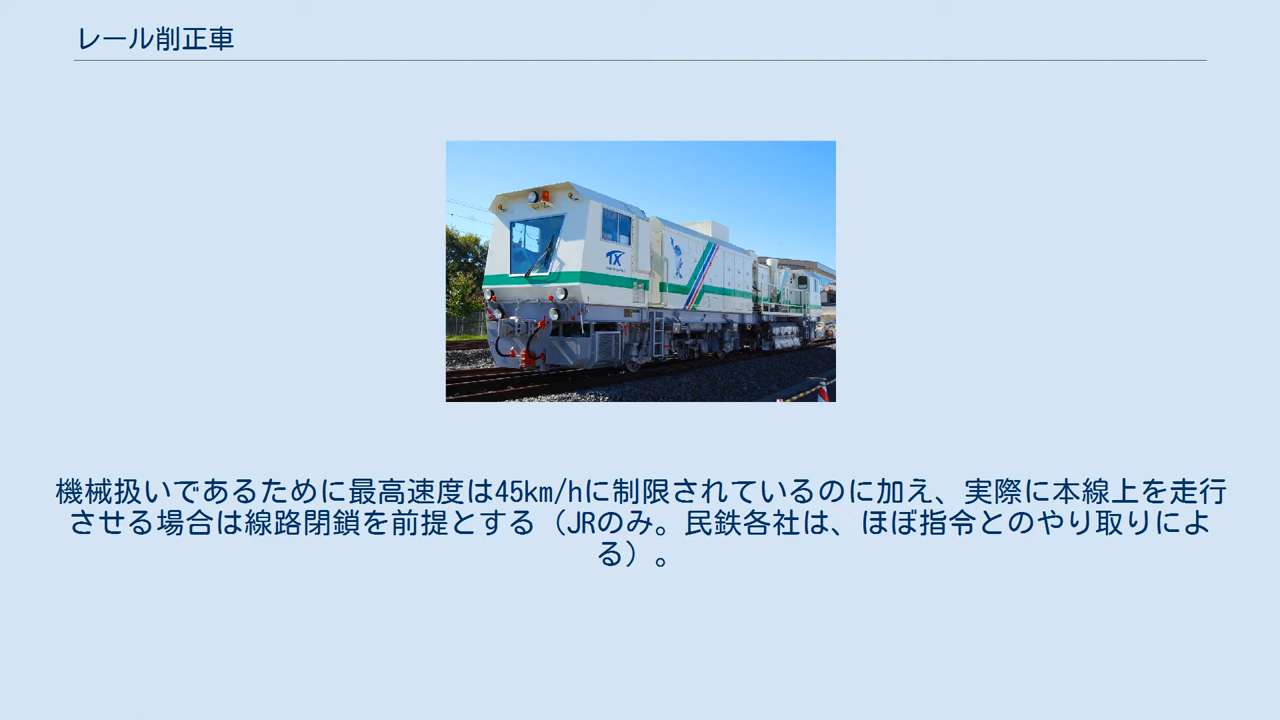 レール削正車
TX
機械扱いであるために最高速度は45km/hに制限されているのに加え、実際に本線上を走行
させる場合は線路閉鎖を前提とする（JRのみ。民鉄各社は、ほぼ指令とのやり取りによ
る）。